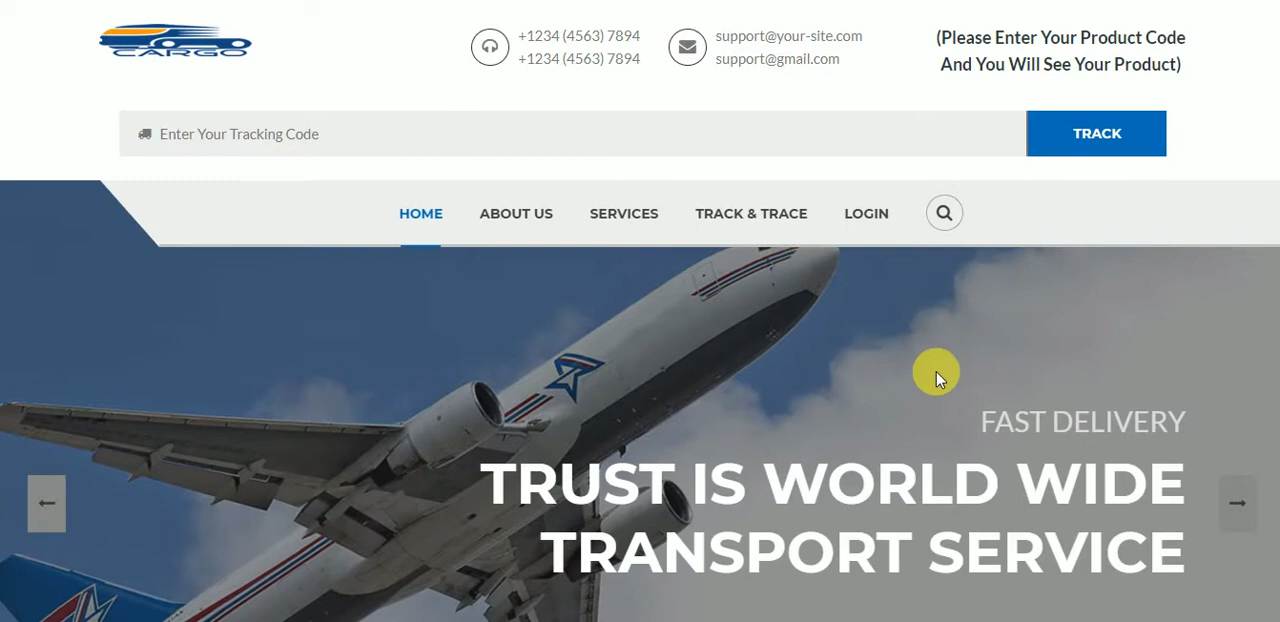 CARGO
+1234 (4563) 7894
+1234 (4563) 7894
support@your-site.com
support@gmail.com
(Please Enter Your Product Code
And You Will See Your Product)
Enter Your Tracking Code
TRACK
HOME
ABOUT US
SERVICES
TRACK & TRACE
LOGIN
FAST DELIVERY
TRUST IS WORLD WIDE
TRANSPORT SERVICE